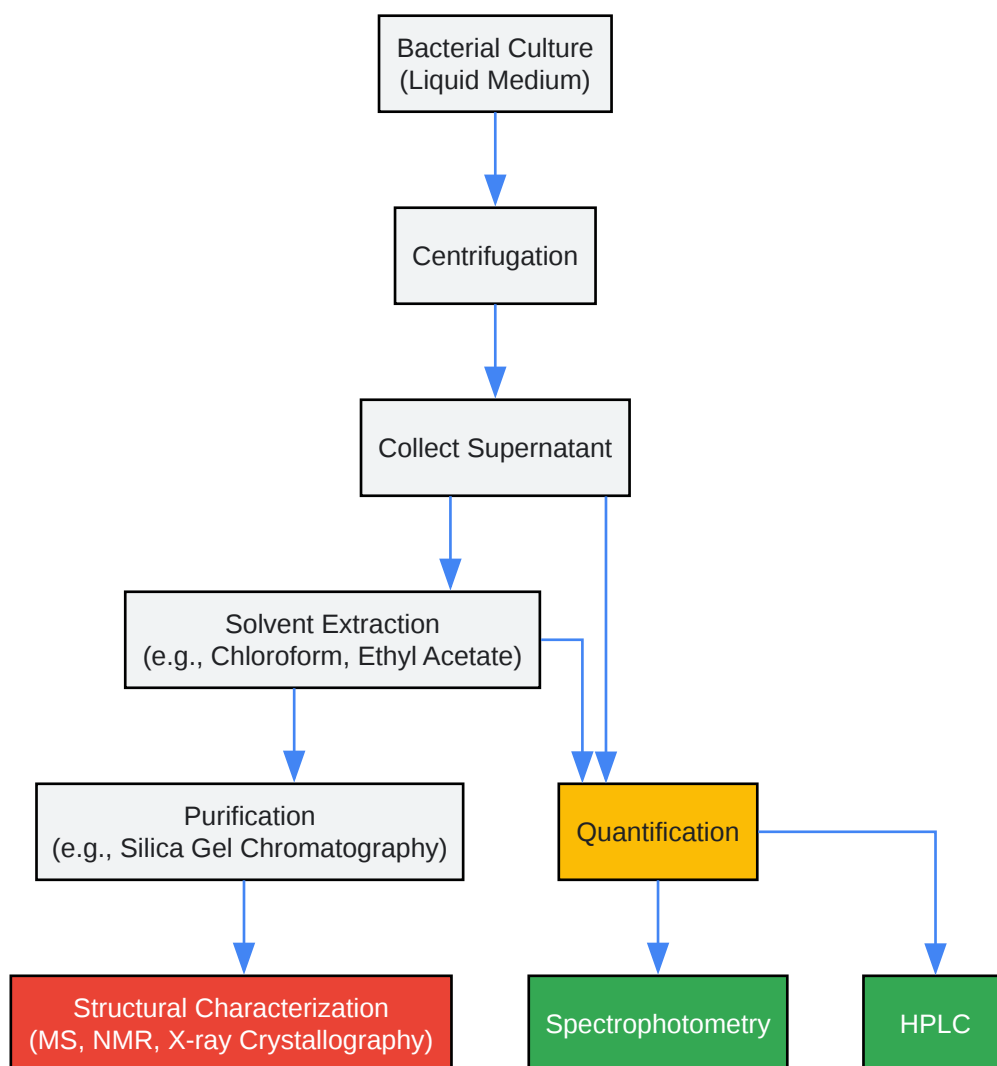 Bacterial Culture
(Liquid Medium)
Centrifugation
Collect Supernatant
Solvent Extraction
(e.g., Chloroform, Ethyl Acetate)
Purification
(e.g., Silica Gel Chromatography)
Quantification
Structural Characterization
(MS, NMR, X-ray Crystallography)
Spectrophotometry
HPLC